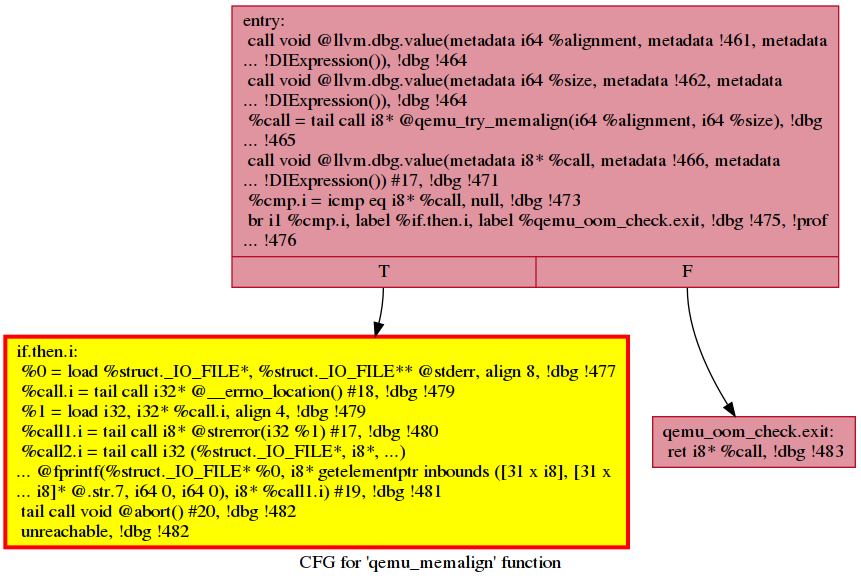 entry:
call void @llvm.dbg.value(metadata i64 %alignment, metadata !461, metadata
... !DIExpression()), !dbg !464
call void @llvm.dbg.value(metadata i64 %size, metadata !462, metadata
... !DIExpression()), !dbg !464
%call = tail call i8* @qemu_try_memalign(i64 %alignment, i64 %size), !dbg
... !465
call void @llvm.dbg.value(metadata i8* %call, metadata !466, metadata
... !DIExpression()) #17, !dbg !471
%cmp.i = icmp eq i8* %call, null, !dbg !473
br i1 %cmp.i, label %if.then.i, label %qemu_oom_check.exit, !dbg !475, !prof
... !476
T F
if.then.i:
%0 = load %struct._IO_FILE*, %struct._IO_FILE** @stderr, align 8, !dbg !477
%call.i = tail call i32* @__errno_location() #18, !dbg !479
%1 = load i32, i32* %call.i, align 4, !dbg !479
%call1.i = tail call i8* @strerror(i32 %1) #17, !dbg !480
%call2.i = tail call i32 (%struct._IO_FILE*, i8*, ...)
... @fprintf(%struct._IO_FILE* %0, i8* getelementptr inbounds ([31 x i8], [31 x
... i8]* @.str.7, i64 0, i64 0), i8* %call1.i) #19, !dbg !481
tail call void @abort() #20, !dbg !482
unreachable, !dbg !482
qemu_oom_check.exit:
ret i8* %call, !dbg !483
CFG for 'qemu_memalign' function